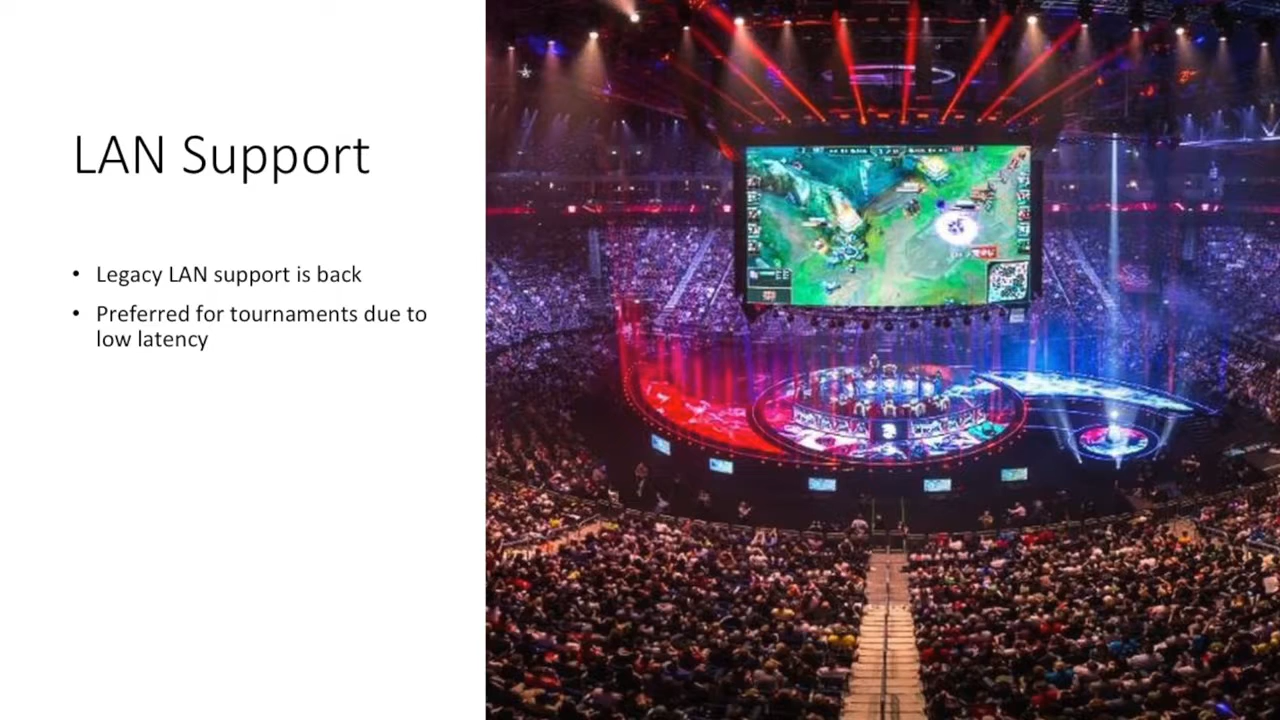 LAN Support
• Legacy LAN support is back
• Preferred for tournaments due to
low latency